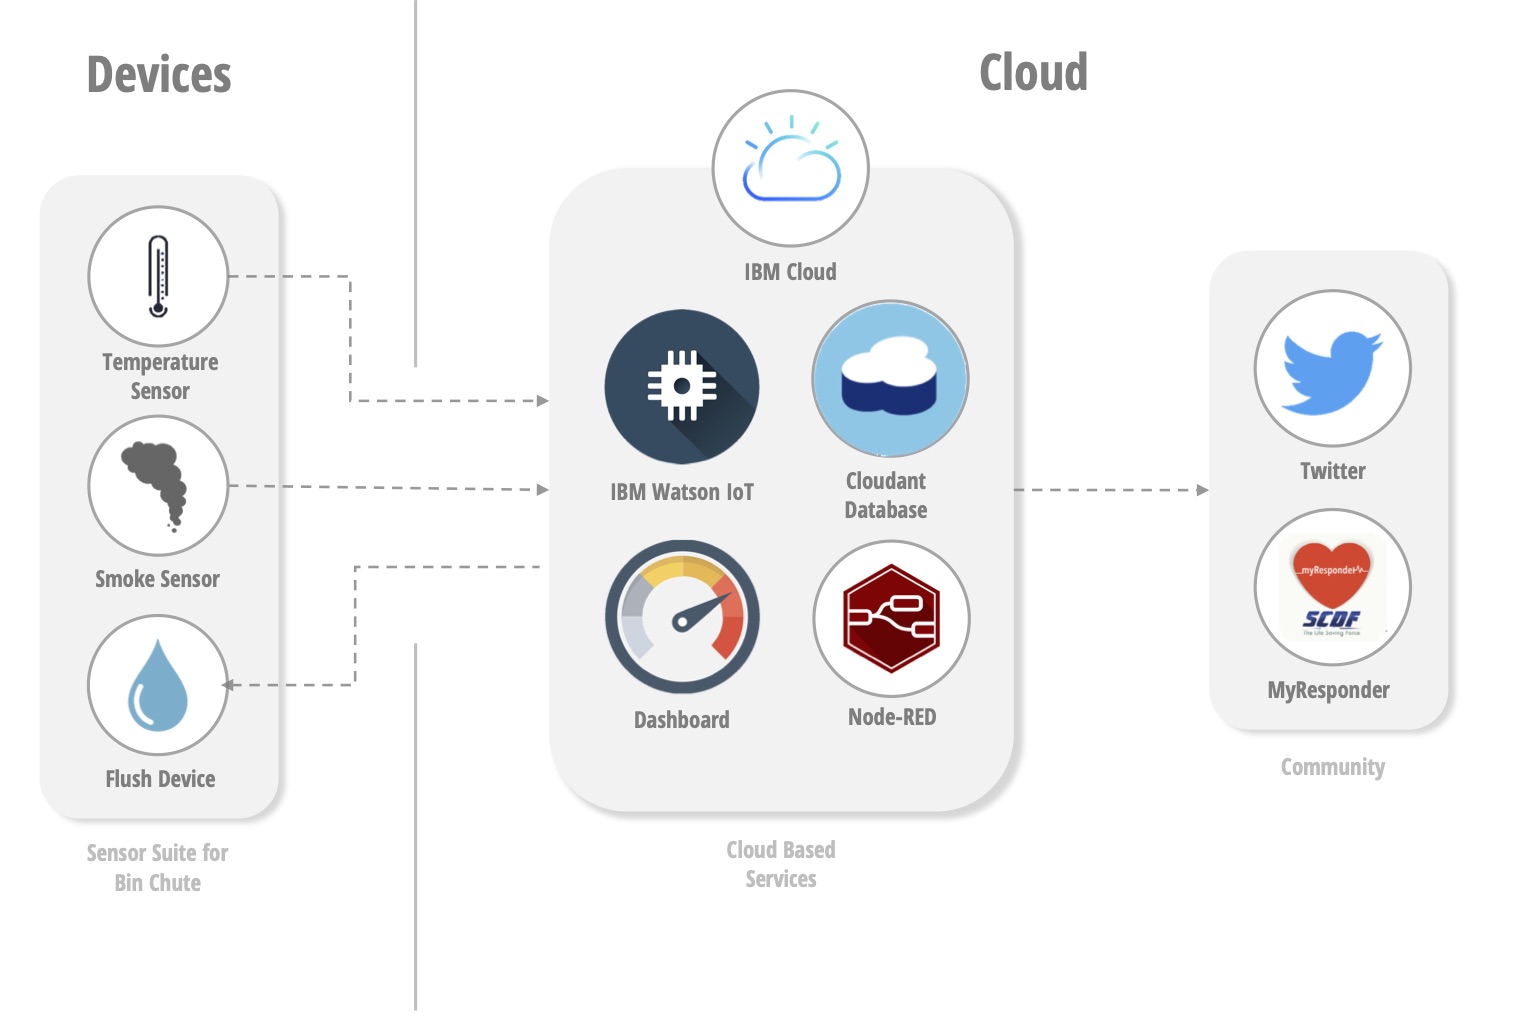 Devices
Cloud
Temperature
Sensor
Smoke Sensor
Flush Device
Sensor Suite for
Bin Chute
IBM Cloud
IBM Watson IoT
Cloudant
Database
Dashboard
Node-RED
Cloud Based
Services
Twitter
myResponder
SCDF
The Life Saving Force
MyResponder
Community